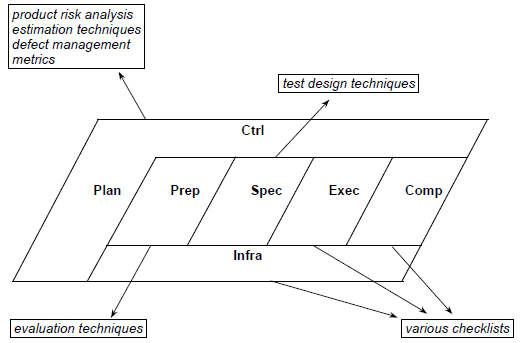 product risk analysis
estimation techniques
defect management
metrics
test design techniques
Ctrl
Plan
Prep
Spec
Exec
Comp
Infra
evaluation techniques
various checklists